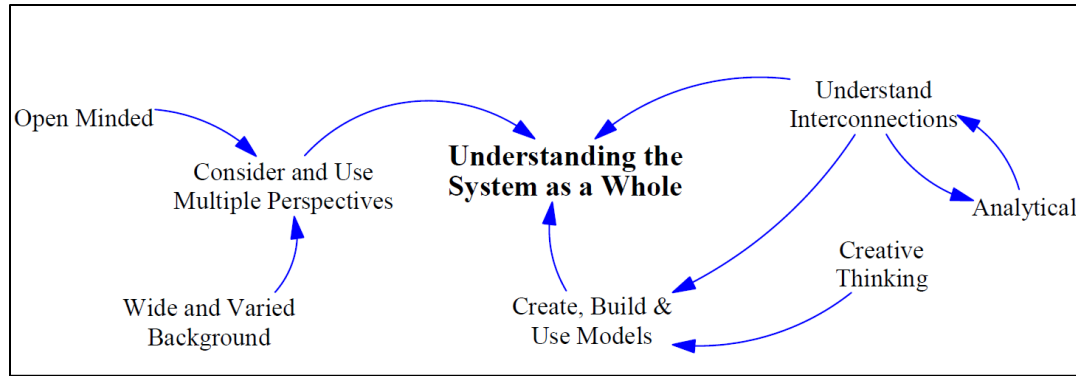 Open Minded
Consider and Use
Multiple Perspectives
Wide and Varied
Background
Understanding the
System as a Whole
Create, Build &
Use Models
Understand
Interconnections
Analytical
Creative
Thinking